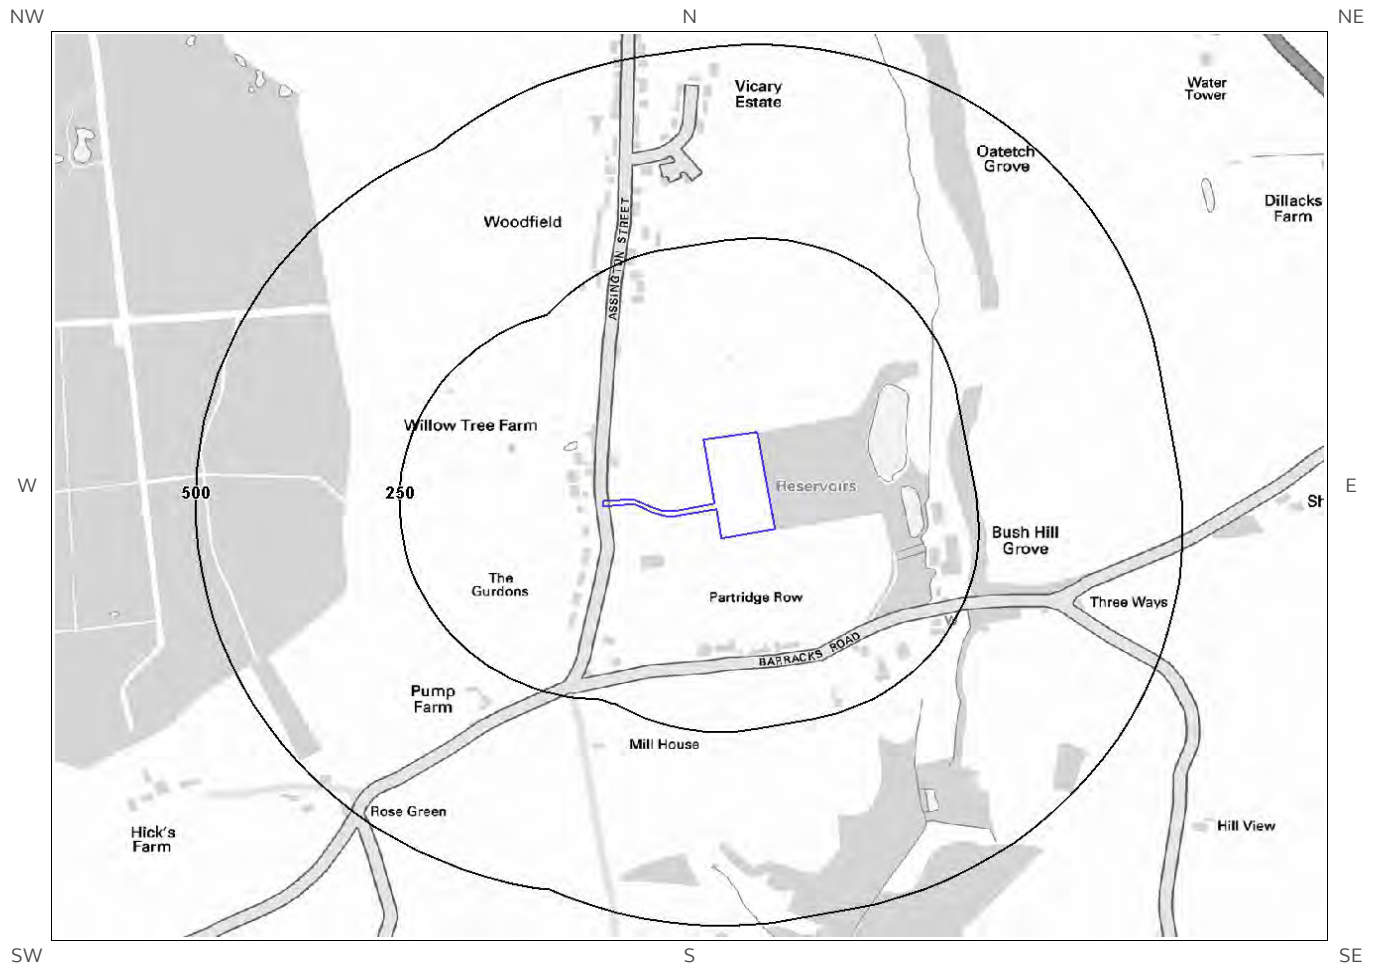 NW
N
NE
Vicary
Estate
Water
Tower
Oatetch
Grove
Dillacks
Farm
Woodfield
ASSINGTON STREET
Willow Tree Farm
W
500
250
Reservoirs
E
Sh
Bush Hill
Grove
The
Gurdons
Partridge Row
Three Ways
W
BARRACKS ROAD
Pump
Farm
Mill House
Rose Green
Hick's
Farm
Hill View
SW
S
SE